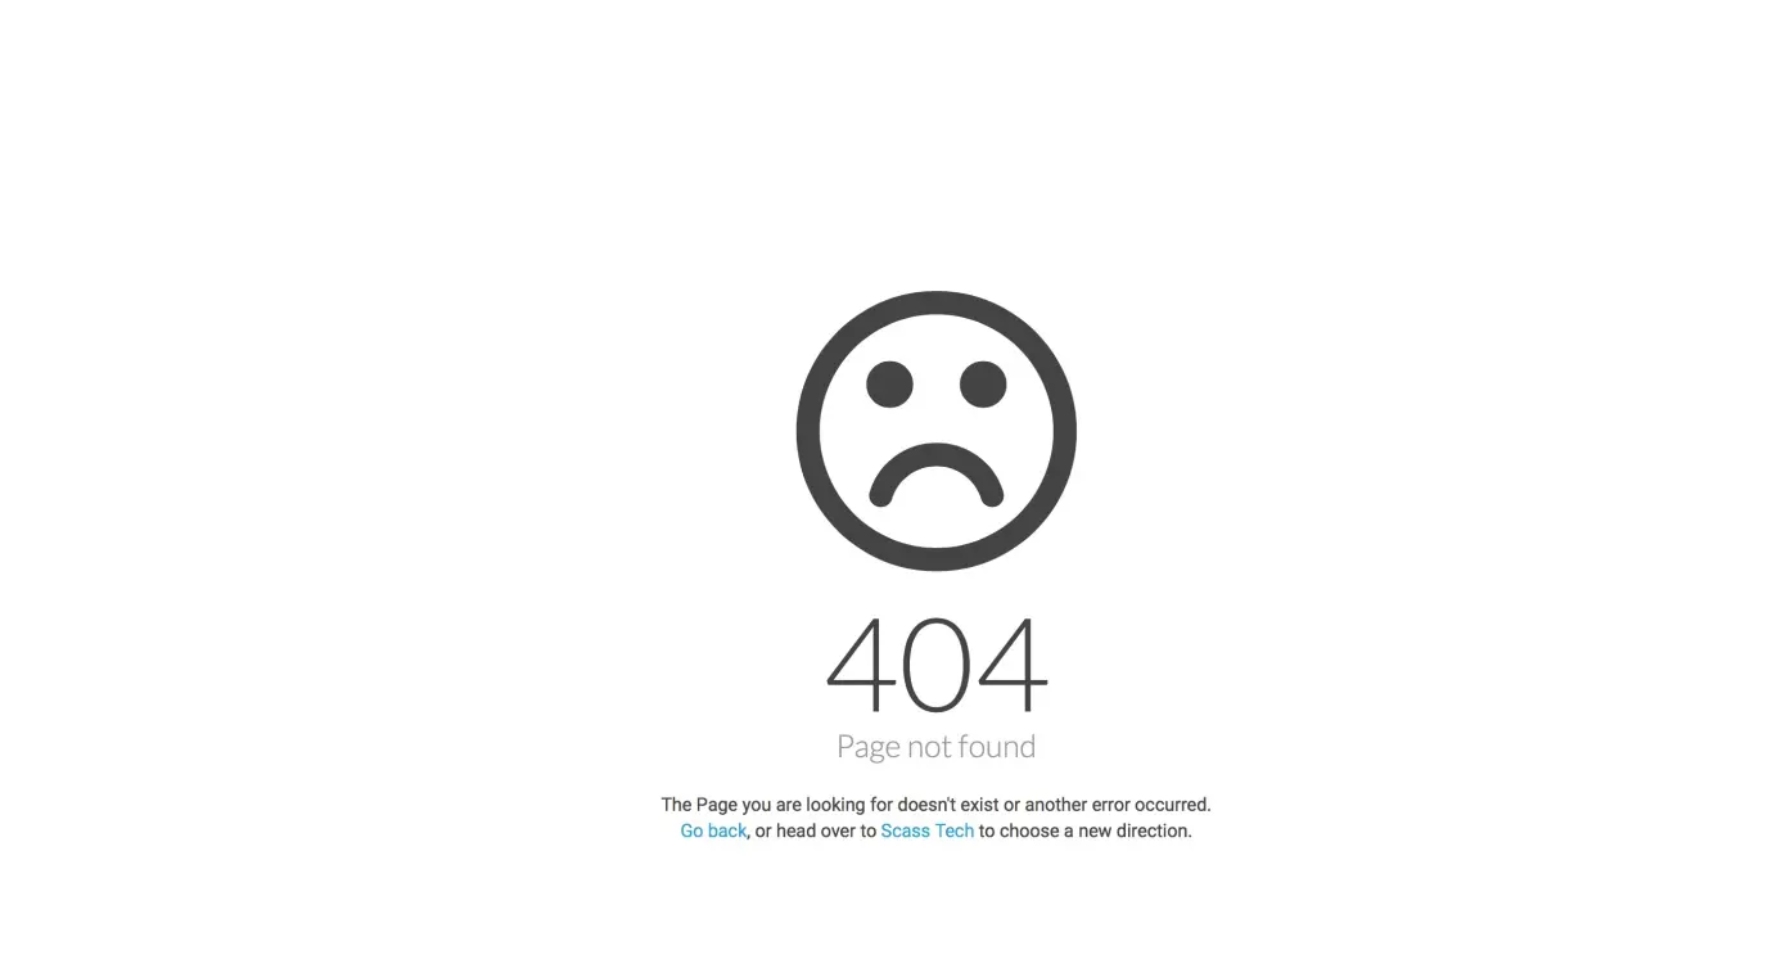 404
Page not found
The Page you are looking for doesn't exist or another error occurred.
Go back, or head over to Scass Tech to choose a new direction.